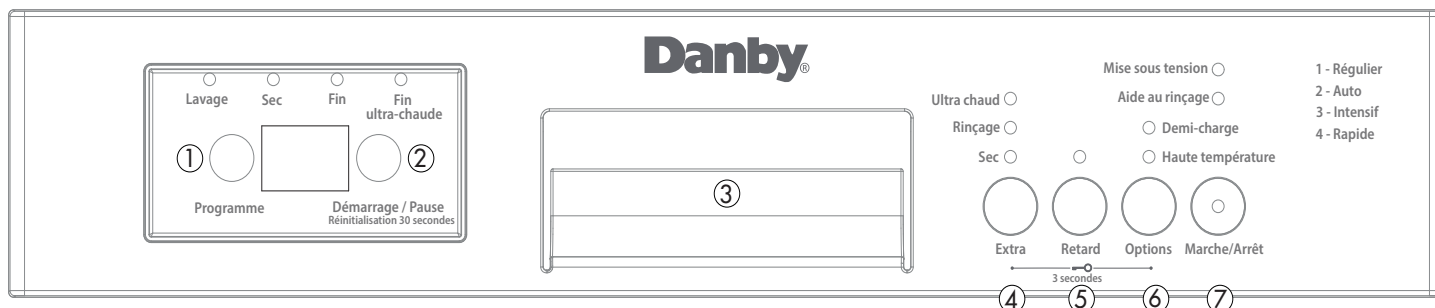 Danby®
Lavage
Sec
Fin
Fin
ultra-chaude
1
2
Programme
Démarrage / Pause
Réinitialisation 30 secondes
3
Mise sous tension
Ultra chaud
Aide au rinçage
Rinçage
Demi-charge
Sec
Haute température
Extra
Retard
Options
Marche/Arrêt
3 secondes
4
5
6
7
1 - Régulier
2 - Auto
3 - Intensif
4 - Rapide